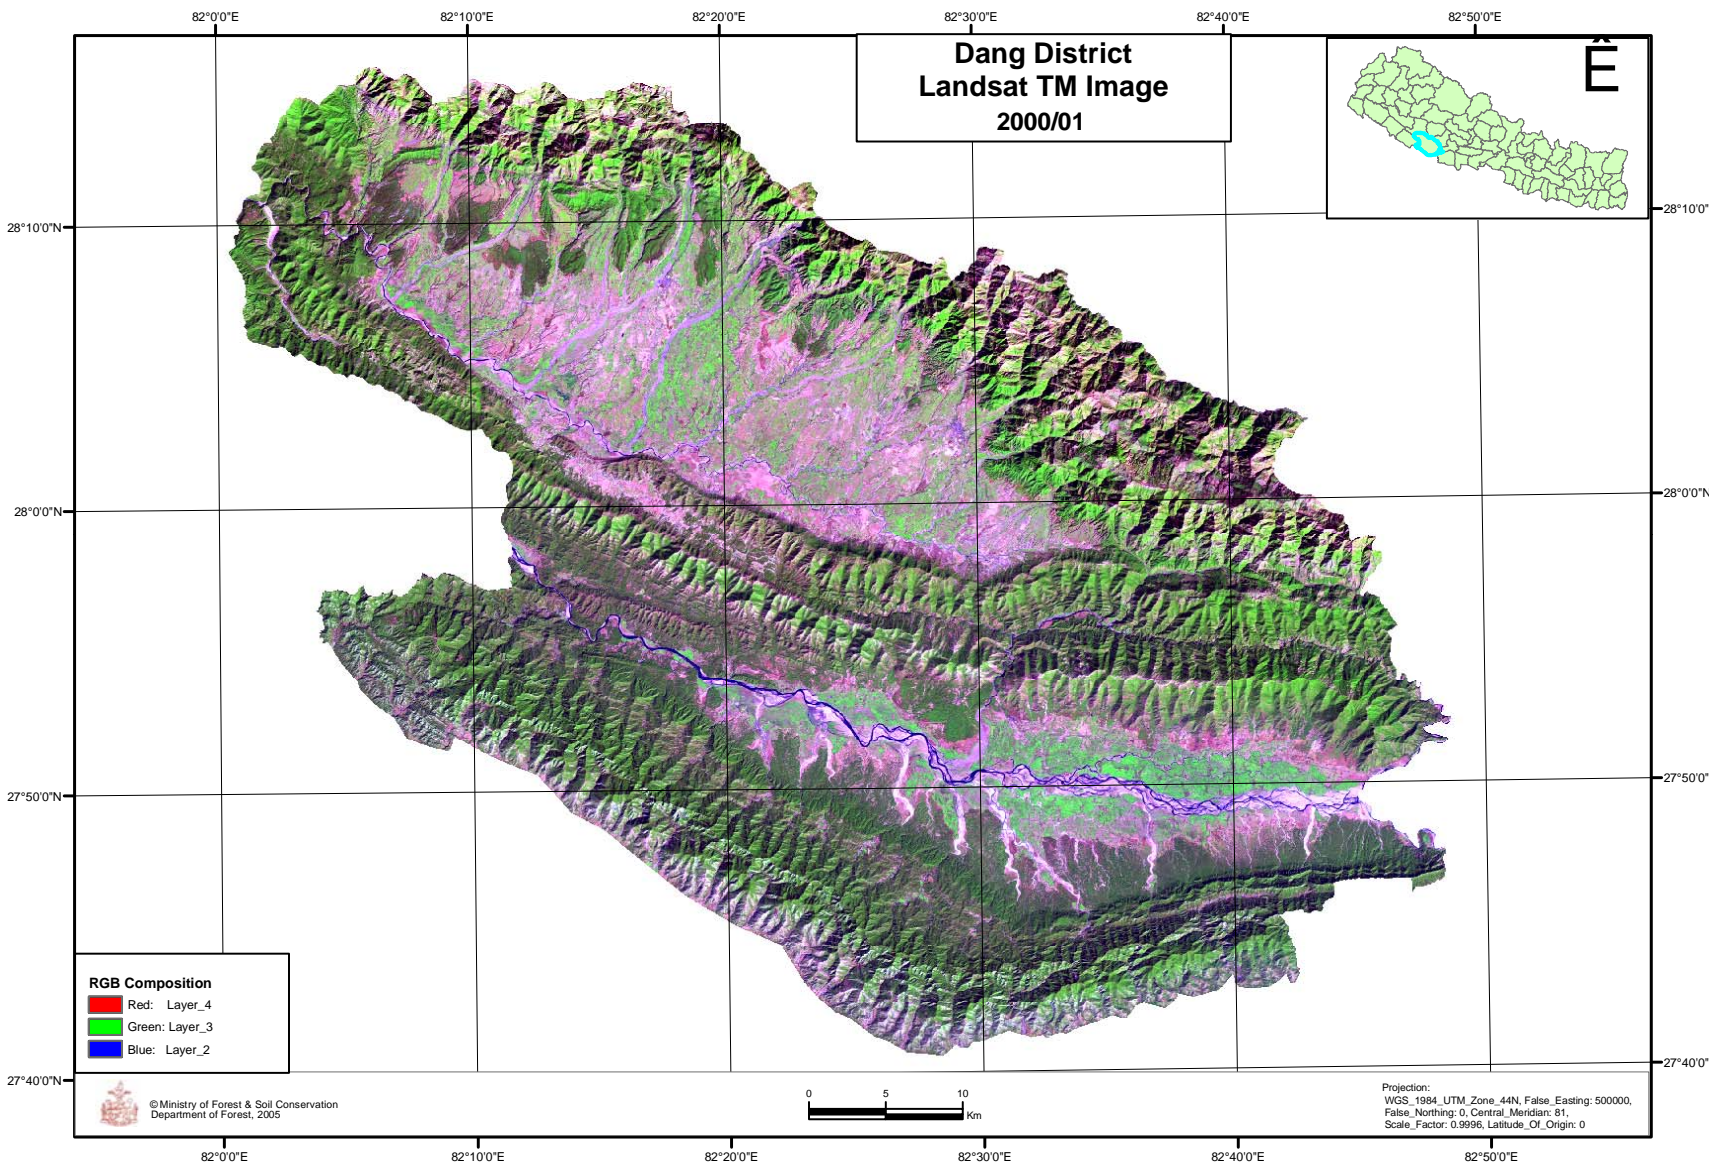 82°0'0"E 82°10'0"E 82°20'0"E 82°30'0"E 82°40'0"E 82°50'0"E
Dang District
Landsat TM Image
2000/01
Ê
28°10'0"N 28°10'0"
28°0'0"N 28°0'0"N
27°50'0"N 27°50'0"
RGB Composition
Red: Layer_4
Green: Layer_3
Blue: Layer_2
27°40'0"N 27°40'0"N
© Ministry of Forest & Soil Conservation
Department of Forest, 2005
0 5 10
Km
Projection:
WGS_1984_UTM_Zone_44N, False_Easting: 500000,
False_Northing: 0, Central_Meridian: 81,
Scale_Factor: 0.9996, Latitude_Of_Origin: 0
82°0'0"E 82°10'0"E 82°20'0"E 82°30'0"E 82°40'0"E 82°50'0"E